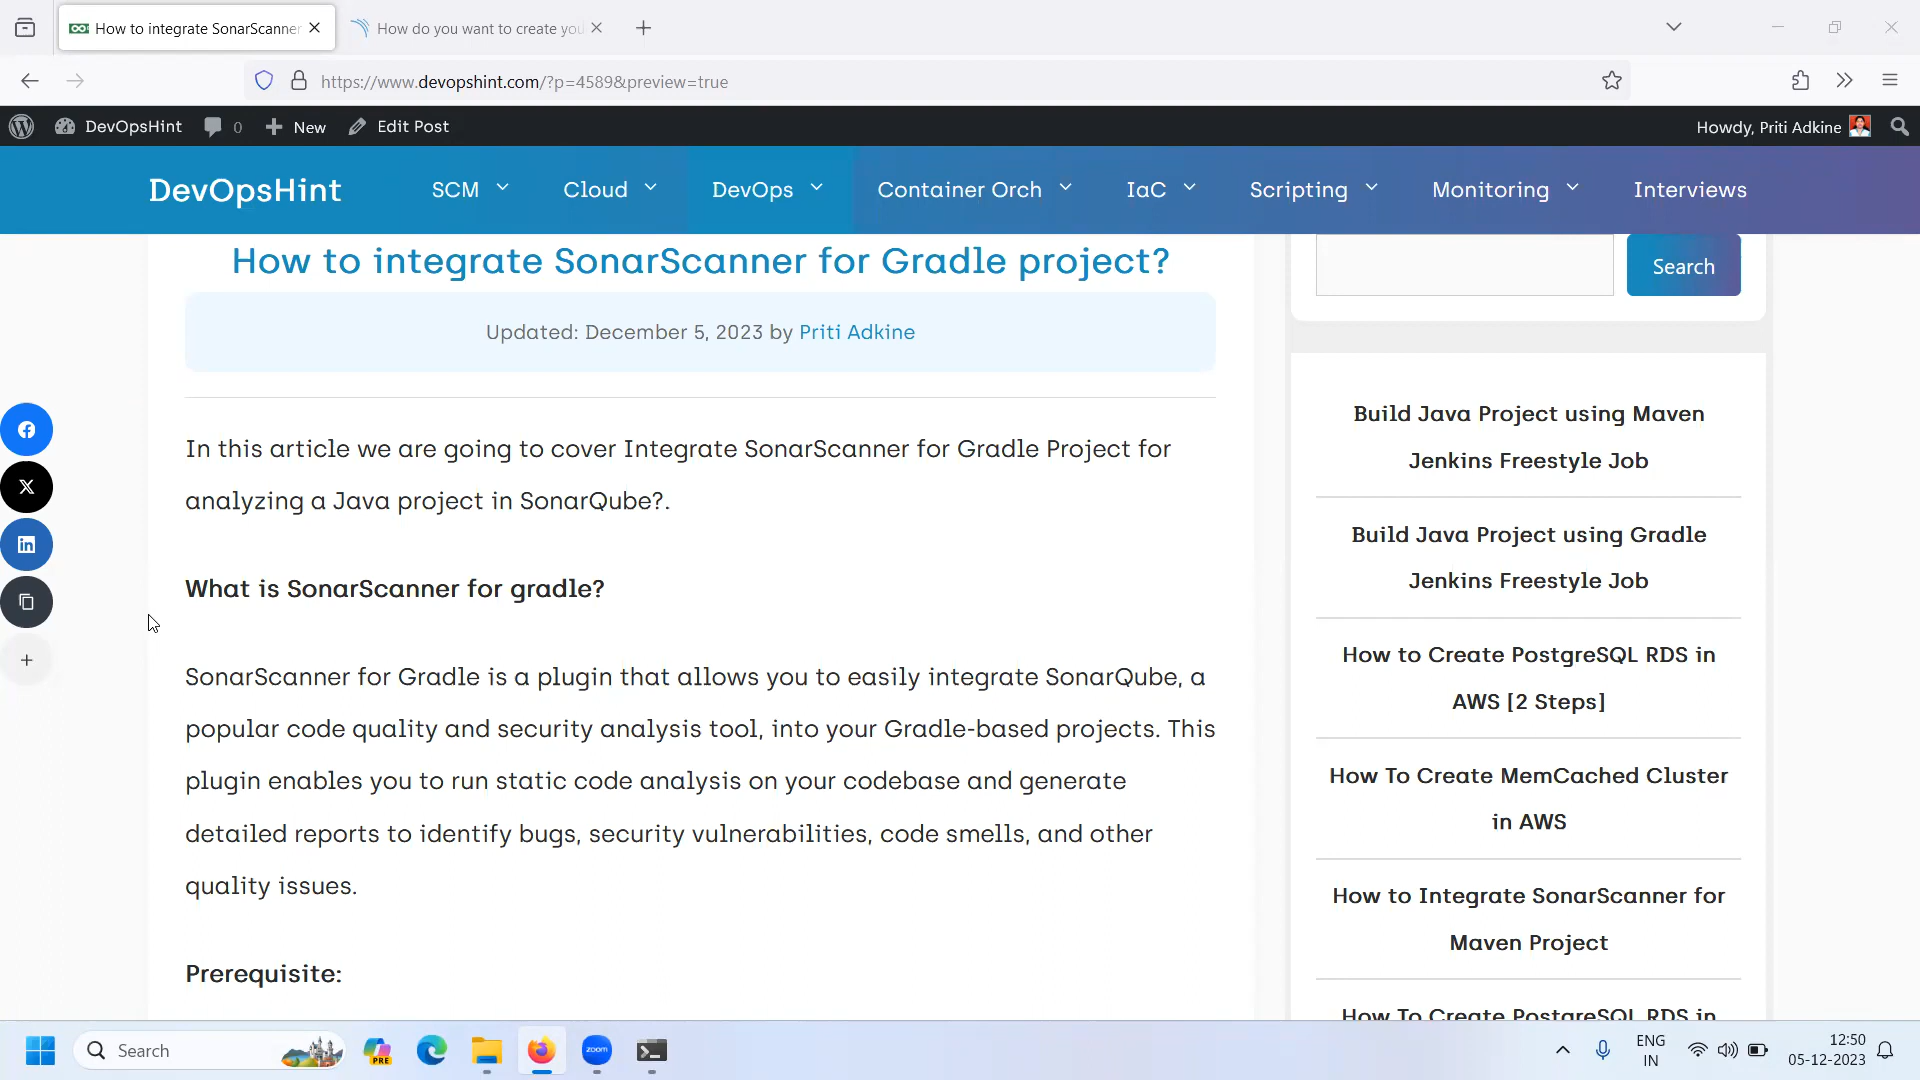 How to integrate SonarScanner
How do you want to create you
https://www.devopshint.com/?p=4589&preview=true
DevOpsHint
0
New
Edit Post
Howdy, Priti Adkine
DevOpsHint
SCM
Cloud
DevOps
Container Orch
IaC
Scripting
Monitoring
Interviews
How to integrate SonarScanner for Gradle project?
Search
Updated: December 5, 2023 by Priti Adkine
In this article we are going to cover Integrate SonarScanner for Gradle Project for
analyzing a Java project in SonarQube?.
What is SonarScanner for gradle?
SonarScanner for Gradle is a plugin that allows you to easily integrate SonarQube, a
popular code quality and security analysis tool, into your Gradle-based projects. This
plugin enables you to run static code analysis on your codebase and generate
detailed reports to identify bugs, security vulnerabilities, code smells, and other
quality issues.
Prerequisite:
Build Java Project using Maven
Jenkins Freestyle Job
Build Java Project using Gradle
Jenkins Freestyle Job
How to Create PostgreSQL RDS in
AWS [2 Steps]
How To Create MemCached Cluster
in AWS
How to Integrate SonarScanner for
Maven Project
How To Create PostgreSQL RDS in
Search
PRE
zoom
ENG
IN
12:50
05-12-2023